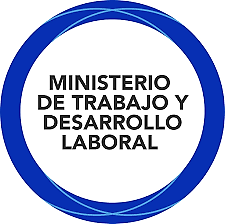 MINISTERIO
DE TRABAJO Y
DESARROLLO
LABORAL